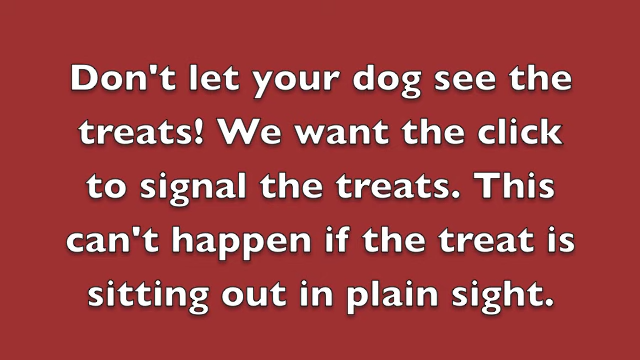 Don't let your dog see the
treats! We want the click
to signal the treats. This
can't happen if the treat is
sitting out in plain sight.